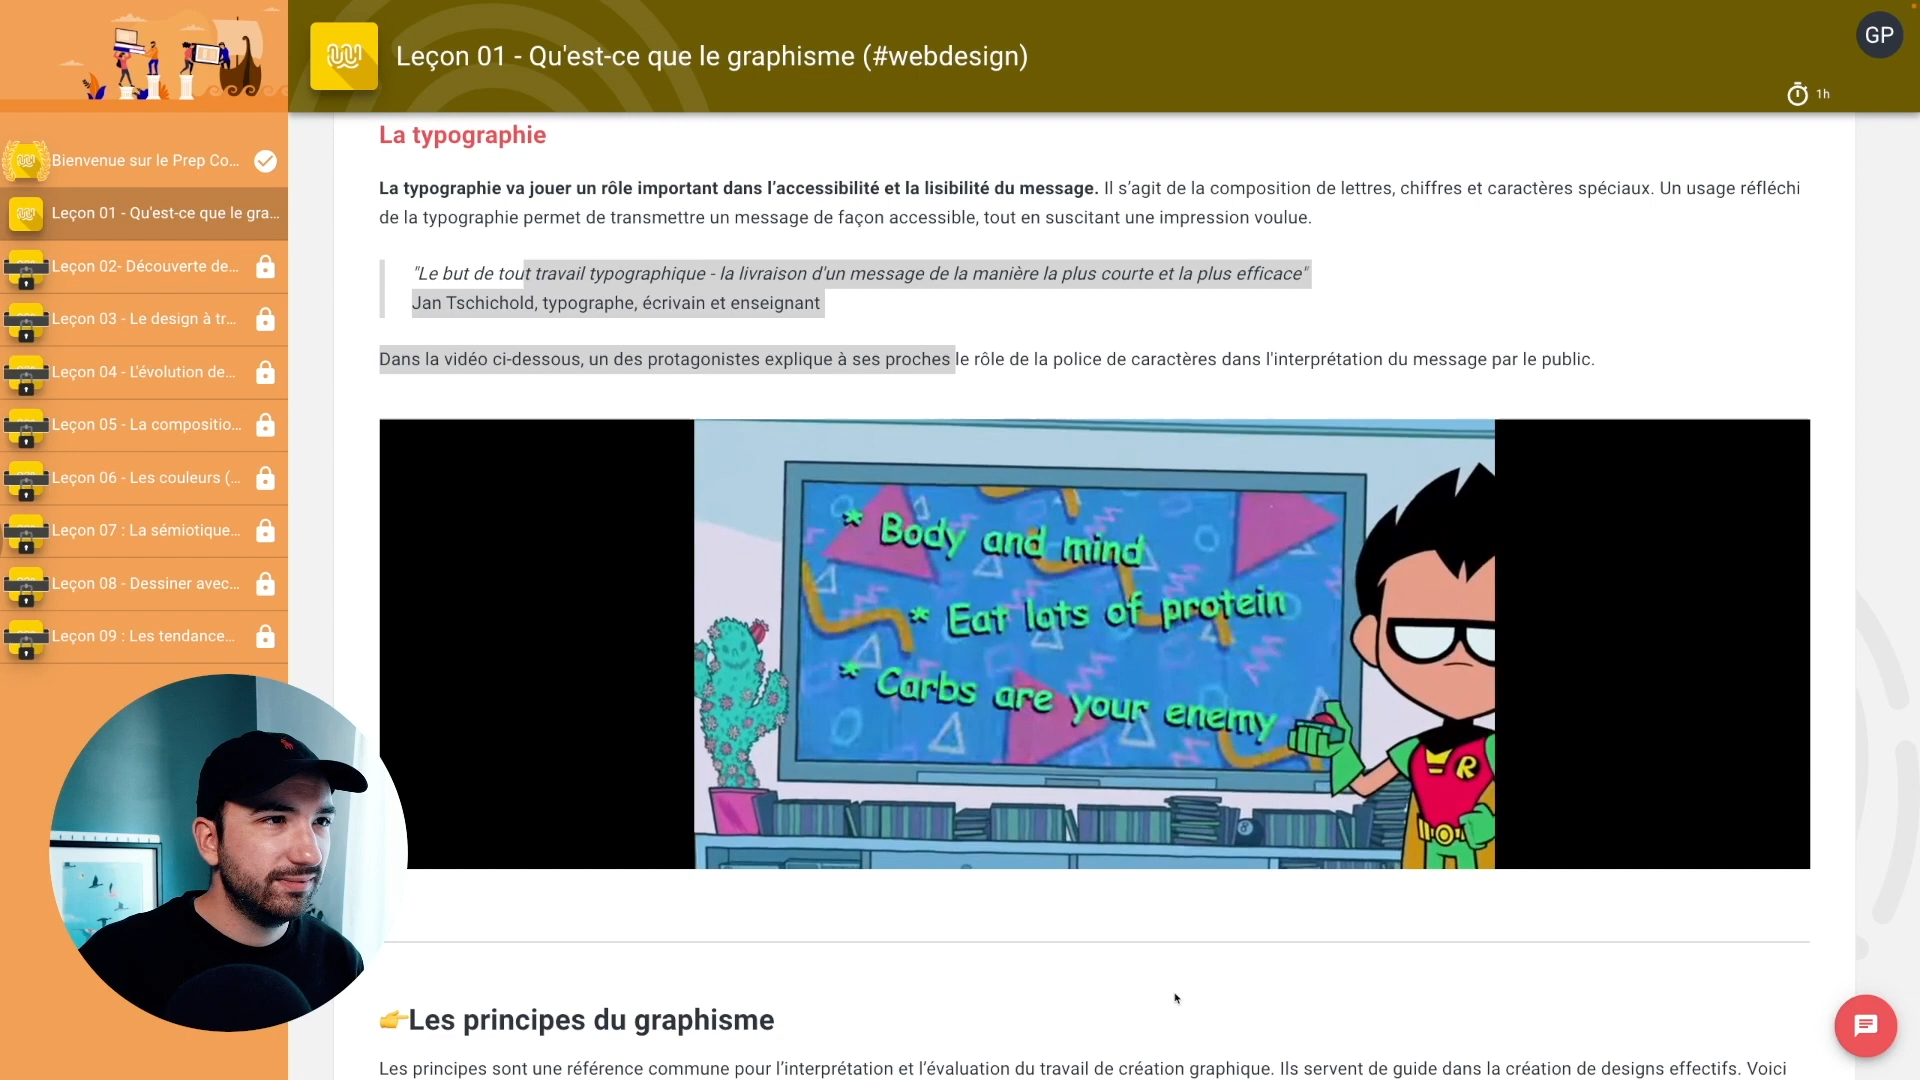 Leçon 01 - Qu'est-ce que le graphisme (#webdesign)
GP
1h
Bienvenue sur le Prep Co...
Leçon 01 - Qu'est-ce que le gra...
Leçon 02- Découverte de...
Leçon 03 - Le design à tr...
Leçon 04 - L'évolution de...
Leçon 05 - La compositio...
Leçon 06 - Les couleurs (...
Leçon 07 : La sémiotique...
Leçon 08 - Dessiner avec...
Leçon 09 : Les tendance...
La typographie
La typographie va jouer un rôle important dans l’accessibilité et la lisibilité du message. Il s’agit de la composition de lettres, chiffres et caractères spéciaux. Un usage réfléchi
de la typographie permet de transmettre un message de façon accessible, tout en suscitant une impression voulue.
"Le but de tout travail typographique - la livraison d'un message de la manière la plus courte et la plus efficace"
Jan Tschichold, typographe, écrivain et enseignant
Dans la vidéo ci-dessous, un des protagonistes explique à ses proches le rôle de la police de caractères dans l'interprétation du message par le public.
* Body and mind
* Eat lots of protein
* Carbs are your enemy
R
8
👉Les principes du graphisme
Les principes sont une référence commune pour l’interprétation et l’évaluation du travail de création graphique. Ils servent de guide dans la création de designs effectifs. Voici